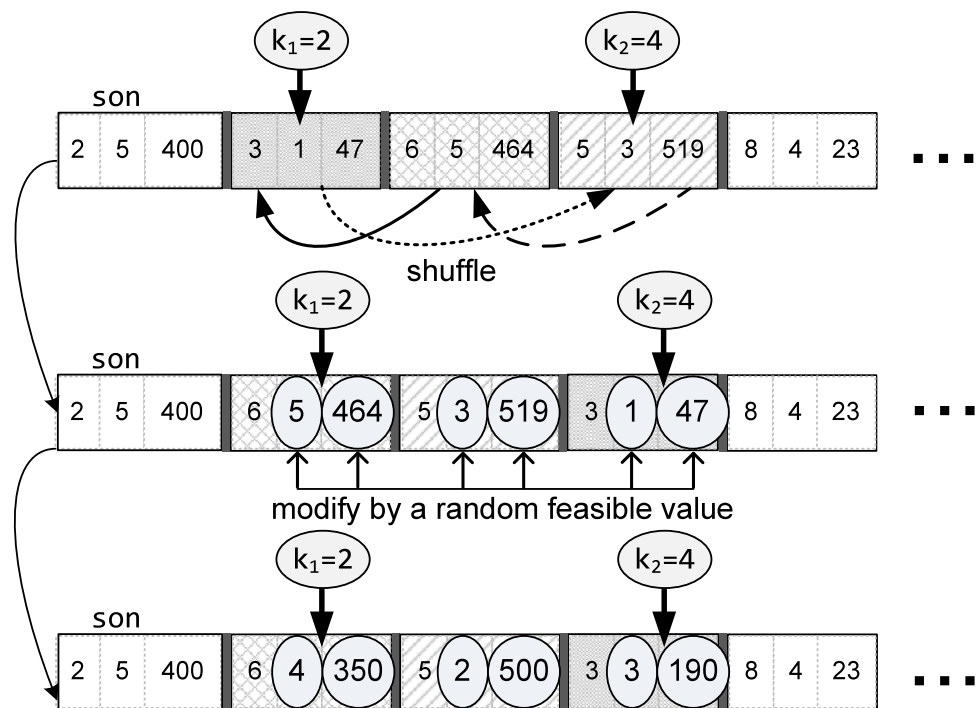 k₁=2 k₂=4
son
2 5 400 3 1 47 6 5 464 5 3 519 8 4 23 ...
shuffle
k₁=2 k₂=4
son
2 5 400 6 5 464 5 3 519 3 1 47 8 4 23 ...
modify by a random feasible value
k₁=2 k₂=4
son
2 5 400 6 4 350 5 2 500 3 3 190 8 4 23 ...